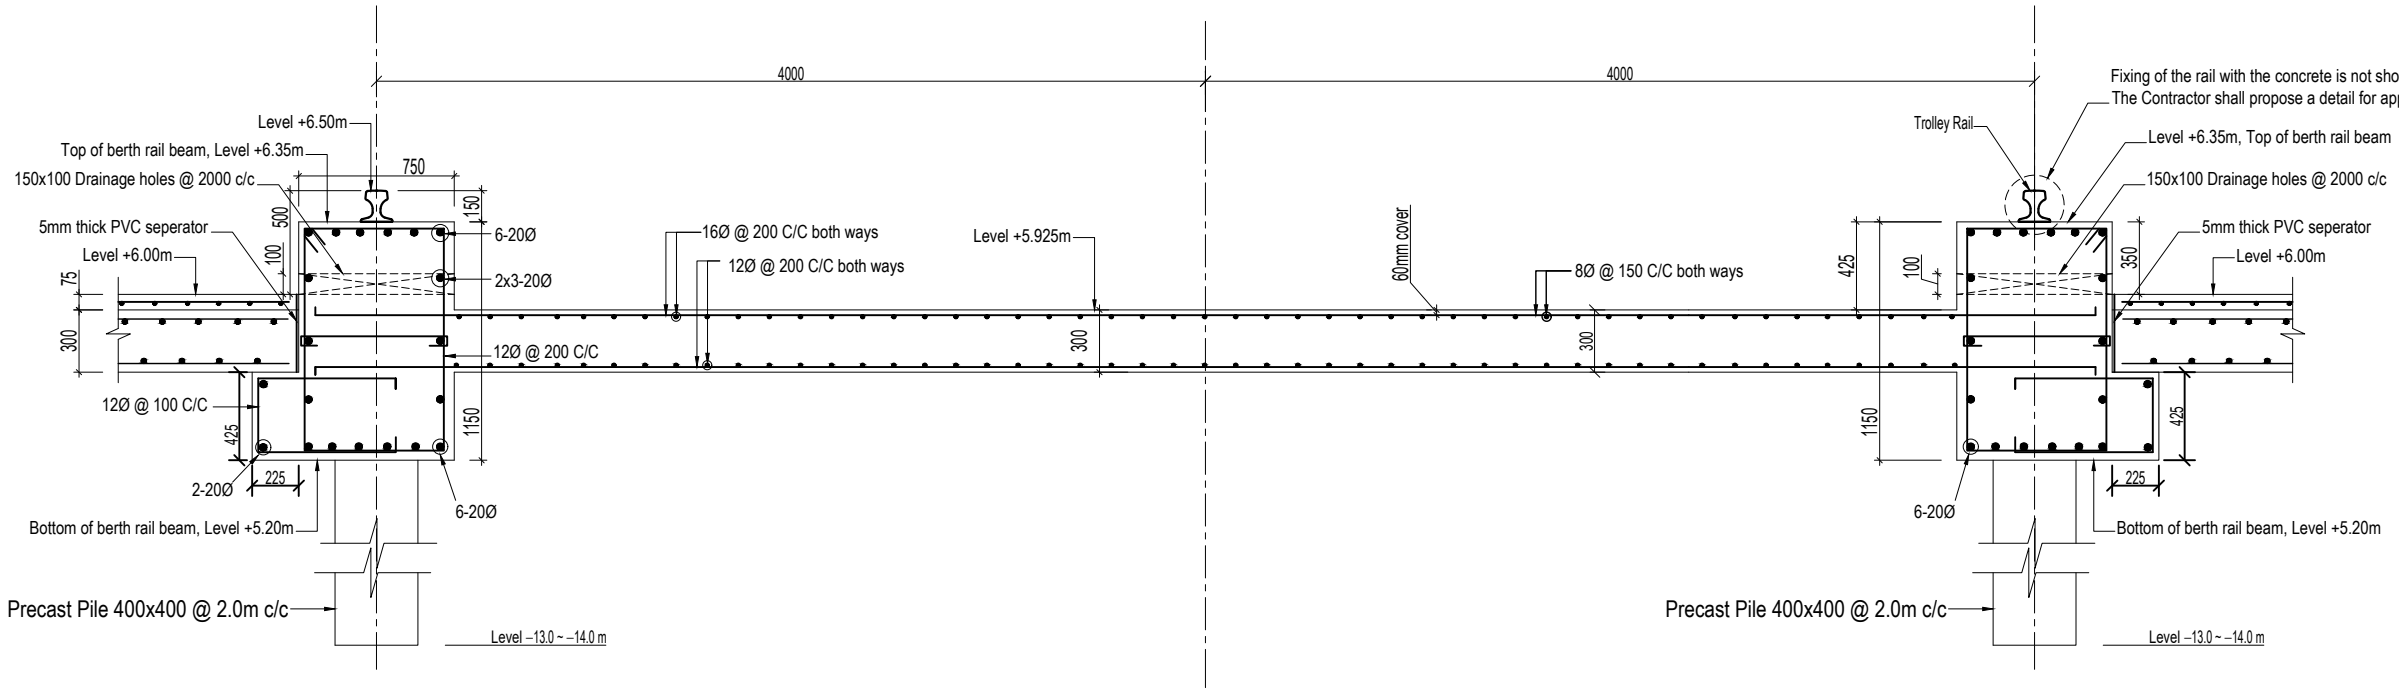 4000
4000
Fixing of the rail with the concrete is not sho
The Contractor shall propose a detail for app
Level +6.50m
Trolley Rail
Top of berth rail beam, Level +6.35m
Level +6.35m, Top of berth rail beam
750
150x100 Drainage holes @ 2000 c/c
150x100 Drainage holes @ 2000 c/c
500
150
5mm thick PVC seperator
6-20Ø
16Ø @ 200 C/C both ways
Level +5.925m
60mm cover
5mm thick PVC seperator
Level +6.00m
100
12Ø @ 200 C/C both ways
8Ø @ 150 C/C both ways
425
100
350
Level +6.00m
75
2x3-20Ø
300
12Ø @ 200 C/C
300
300
12Ø @ 100 C/C
425
1150
1150
425
225
2-20Ø
6-20Ø
6-20Ø
225
Bottom of berth rail beam, Level +5.20m
Bottom of berth rail beam, Level +5.20m
Precast Pile 400x400 @ 2.0m c/c
Precast Pile 400x400 @ 2.0m c/c
Level –13.0 ~ –14.0 m
Level –13.0 ~ –14.0 m